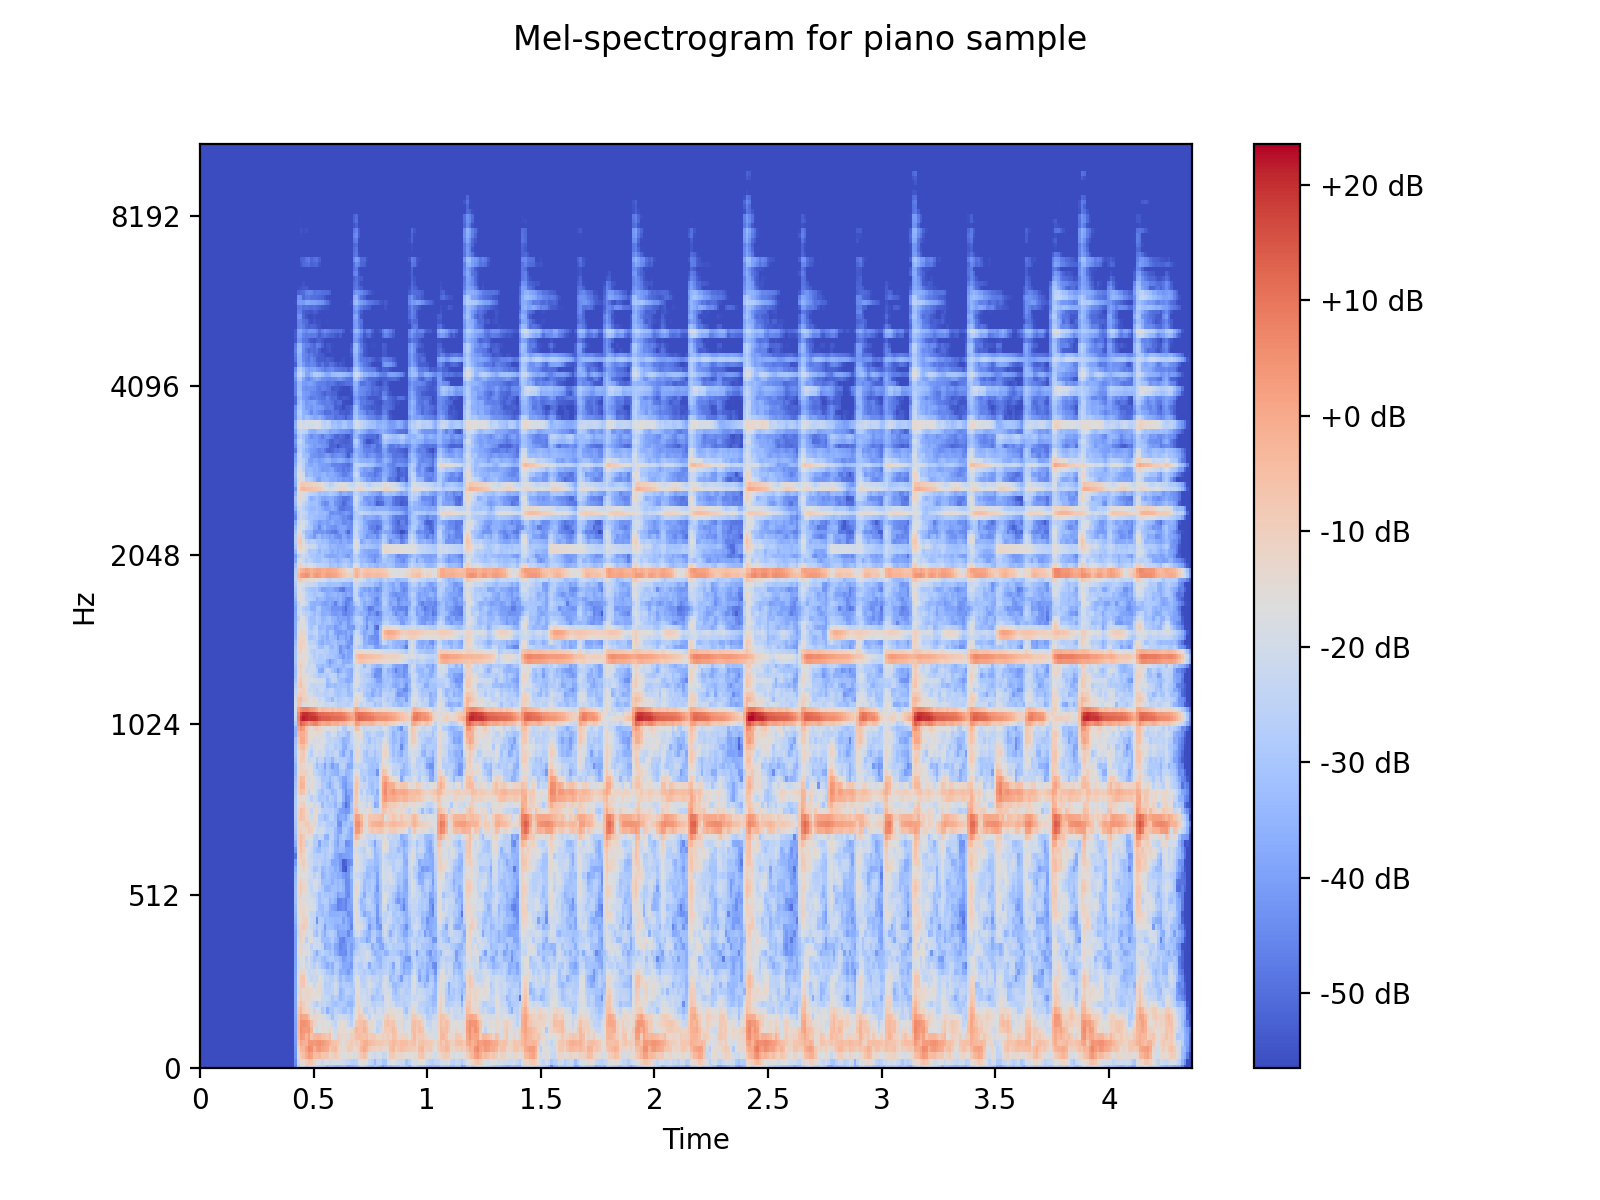 Mel-spectrogram for piano sample
8192
4096
2048
1024
512
0
Hz
0 0.5 1 1.5 2 2.5 3 3.5 4
Time
+20 dB
+10 dB
+0 dB
-10 dB
-20 dB
-30 dB
-40 dB
-50 dB